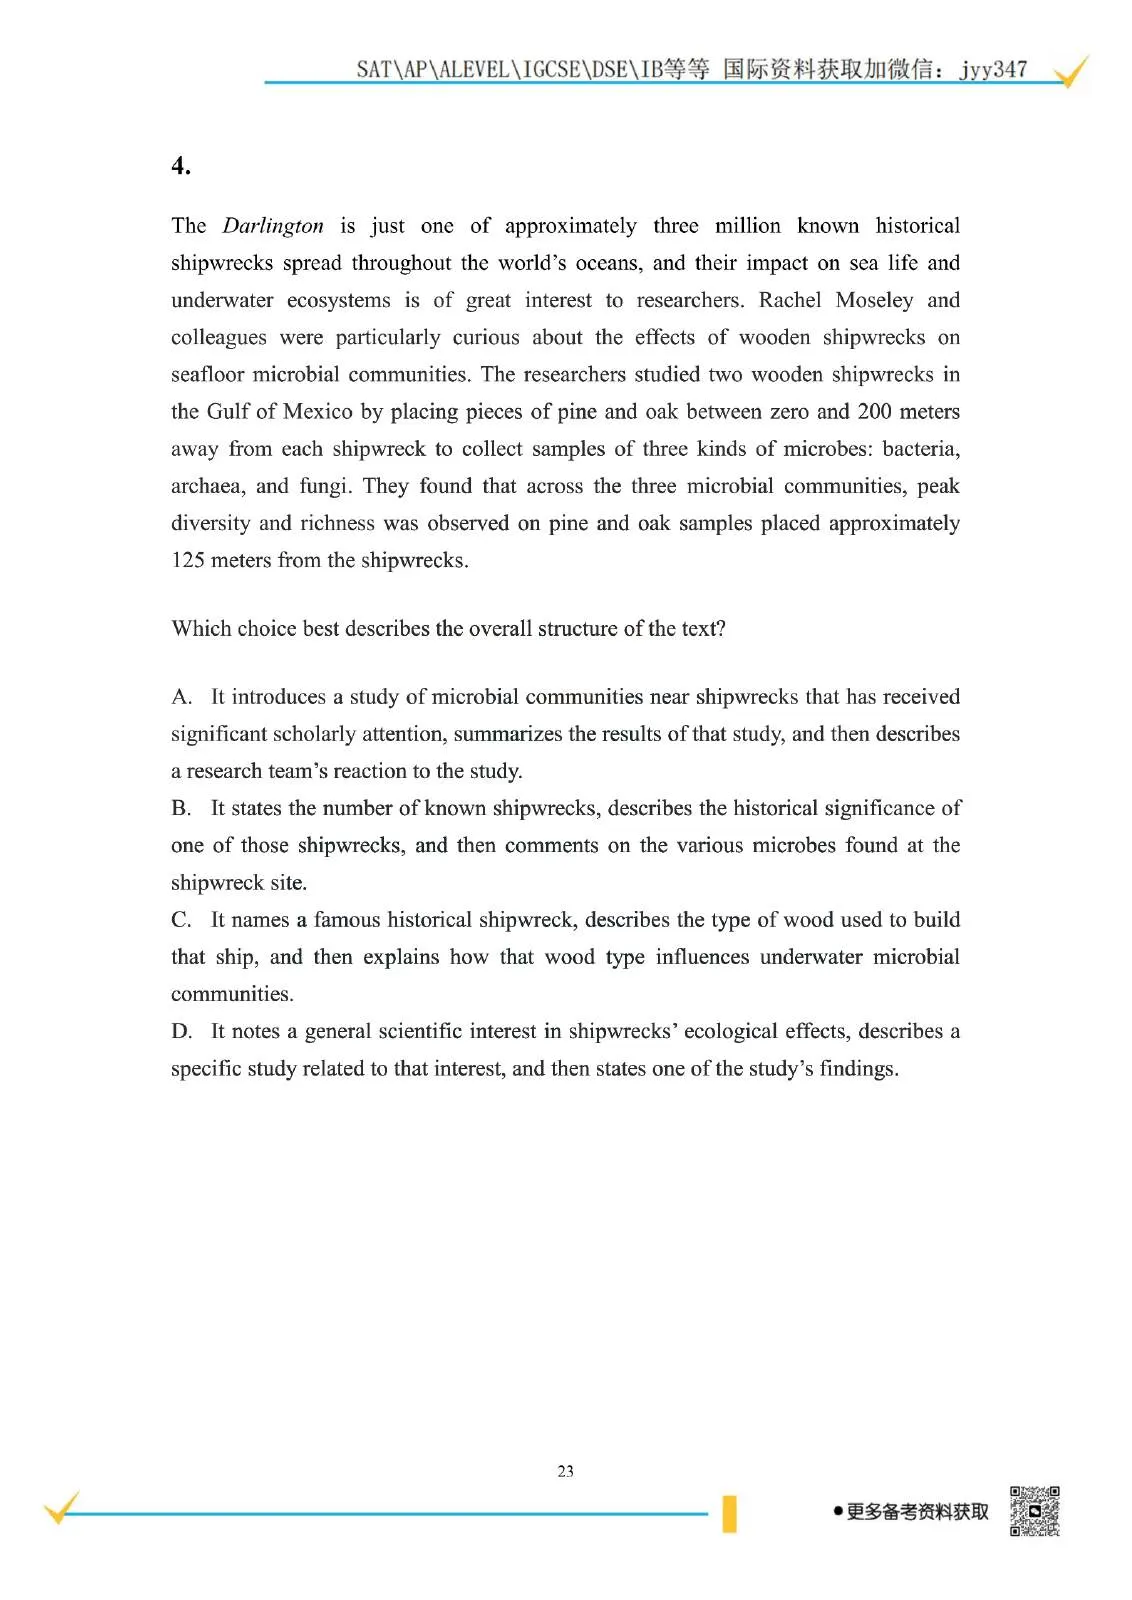 SAT\AP\ALEVEL\IGCSE\DSE\IB等等 国际资料获取加微信：jyy347
4.
The Darlington is just one of approximately three million known historical
shipwrecks spread throughout the world’s oceans, and their impact on sea life and
underwater ecosystems is of great interest to researchers. Rachel Moseley and
colleagues were particularly curious about the effects of wooden shipwrecks on
seafloor microbial communities. The researchers studied two wooden shipwrecks in
the Gulf of Mexico by placing pieces of pine and oak between zero and 200 meters
away from each shipwreck to collect samples of three kinds of microbes: bacteria,
archaea, and fungi. They found that across the three microbial communities, peak
diversity and richness was observed on pine and oak samples placed approximately
125 meters from the shipwrecks.
Which choice best describes the overall structure of the text?
A. It introduces a study of microbial communities near shipwrecks that has received
significant scholarly attention, summarizes the results of that study, and then describes
a research team’s reaction to the study.
B. It states the number of known shipwrecks, describes the historical significance of
one of those shipwrecks, and then comments on the various microbes found at the
shipwreck site.
C. It names a famous historical shipwreck, describes the type of wood used to build
that ship, and then explains how that wood type influences underwater microbial
communities.
D. It notes a general scientific interest in shipwrecks’ ecological effects, describes a
specific study related to that interest, and then states one of the study’s findings.
23
●更多备考资料获取